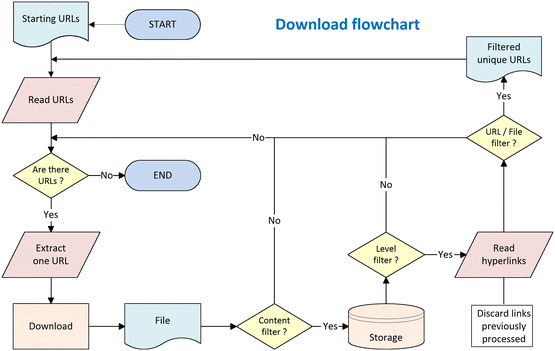 Starting URLs
START
Download flowchart
Filtered
unique URLs
Read URLs
Yes
No
URL / File
filter ?
Are there
URLs ?
No
END
No
Yes
No
Extract
one URL
Level
filter ?
Yes
Read
hyperlinks
Download
File
Content
filter ?
Yes
Storage
Discard links
previously
processed